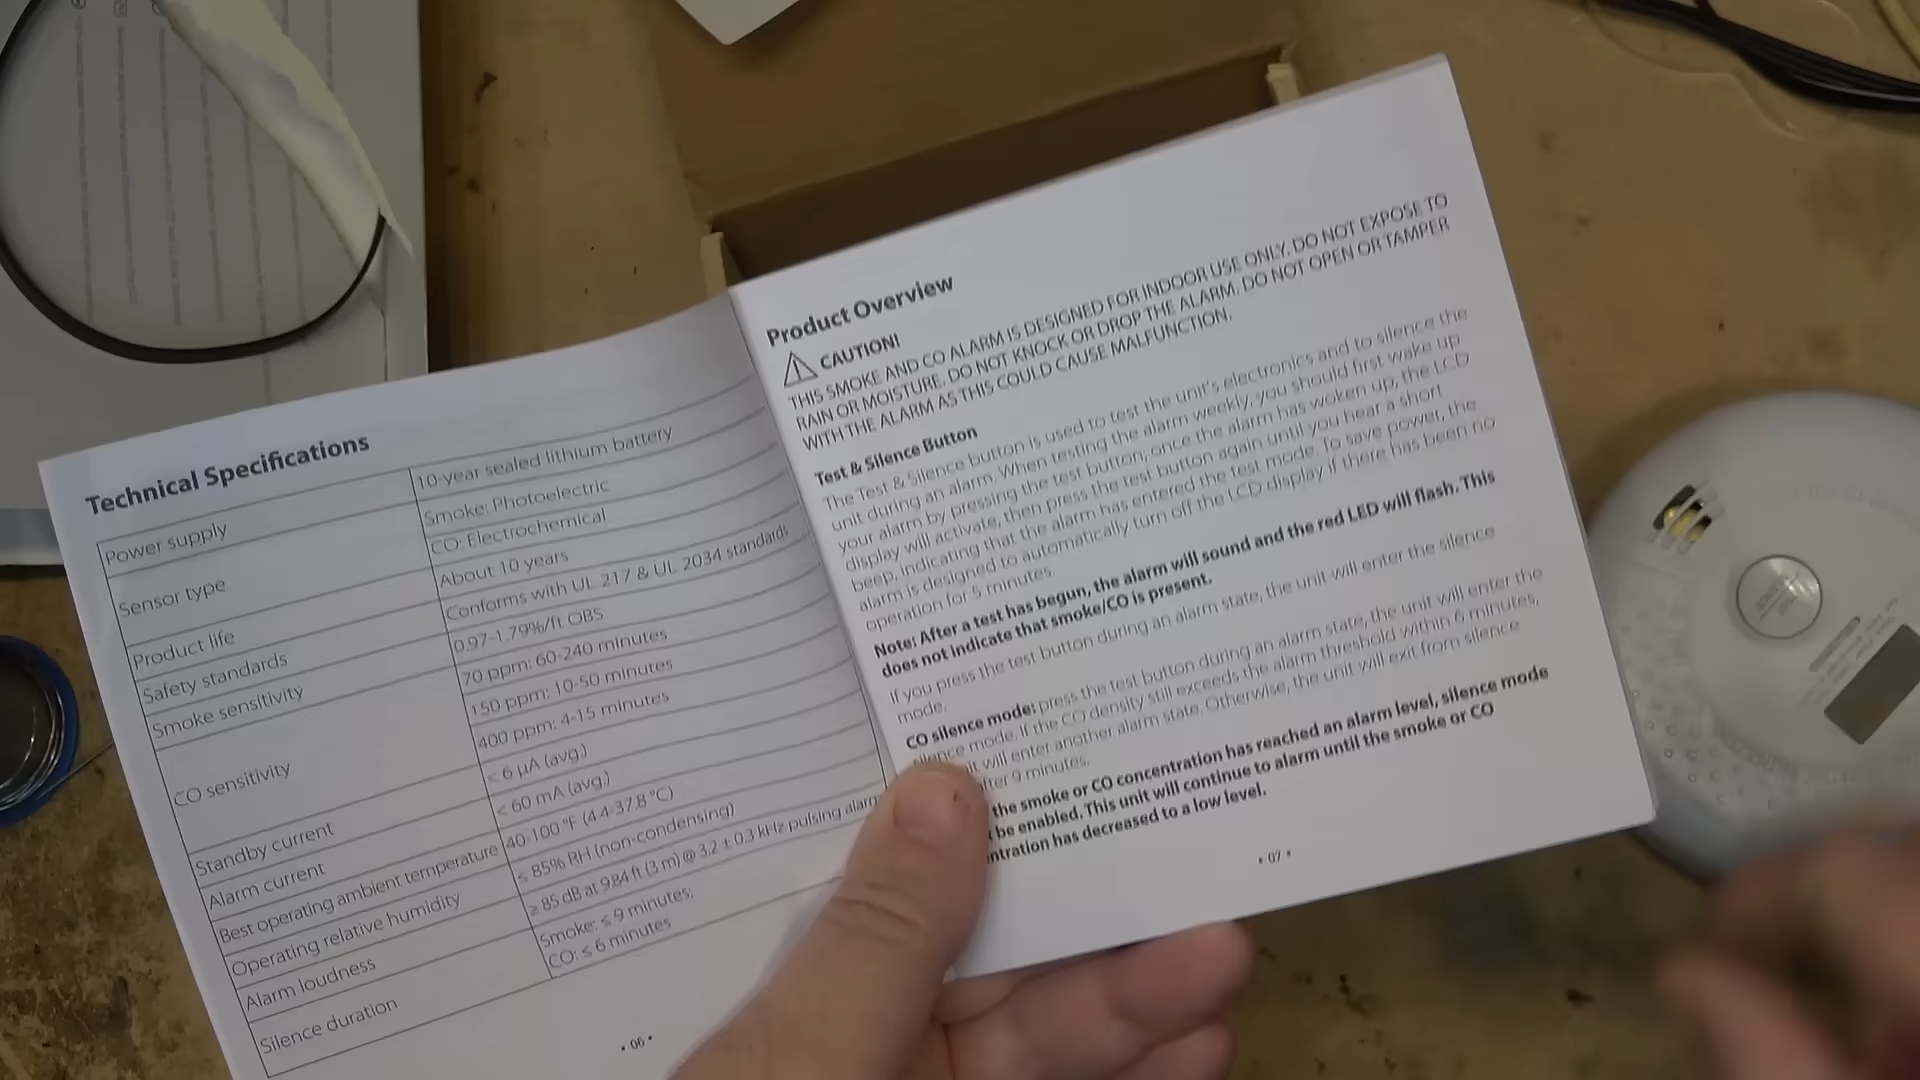 Technical Specifications
Power supply 10-year sealed lithium battery
Sensor type Smoke: Photoelectric
CO: Electrochemical
Product life About 10 years
Safety standards Conforms with UL 217 & UL 2034 standards
Smoke sensitivity 0.97-1.79%/ft OBS
CO sensitivity 70 ppm: 60-240 minutes
150 ppm: 10-50 minutes
400 ppm: 4-15 minutes
Standby current < 6 μA (avg.)
Alarm current < 60 mA (avg.)
Best operating ambient temperature 40-100 °F (4.4-37.8 °C)
Operating relative humidity ≤ 85% RH (non-condensing)
Alarm loudness ≥ 85 dB at 9.84 ft (3 m) @ 3.2 ± 0.3 kHz pulsing alarm
Silence duration Smoke: ≤ 9 minutes;
CO: ≤ 6 minutes
• 06 •
Product Overview
CAUTION!
THIS SMOKE AND CO ALARM IS DESIGNED FOR INDOOR USE ONLY. DO NOT EXPOSE TO
RAIN OR MOISTURE. DO NOT KNOCK OR DROP THE ALARM. DO NOT OPEN OR TAMPER
WITH THE ALARM AS THIS COULD CAUSE MALFUNCTION.
Test & Silence Button
The Test & Silence button is used to test the unit's electronics and to silence the
unit during an alarm. When testing the alarm weekly, you should first wake up
your alarm by pressing the test button; once the alarm has woken up, the LCD
display will activate, then press the test button again until you hear a short
beep, indicating that the alarm has entered the test mode. To save power, the
alarm is designed to automatically turn off the LCD display if there has been no
operation for 5 minutes.
Note: After a test has begun, the alarm will sound and the red LED will flash. This
does not indicate that smoke/CO is present.
If you press the test button during an alarm state, the unit will enter the silence
mode.
CO silence mode: press the test button during an alarm state, the unit will enter the
silence mode. If the CO density still exceeds the alarm threshold within 6 minutes,
it will enter another alarm state. Otherwise, the unit will exit from silence
after 9 minutes.
the smoke or CO concentration has reached an alarm level, silence mode
be enabled. This unit will continue to alarm until the smoke or CO
ntration has decreased to a low level.
• 07 •